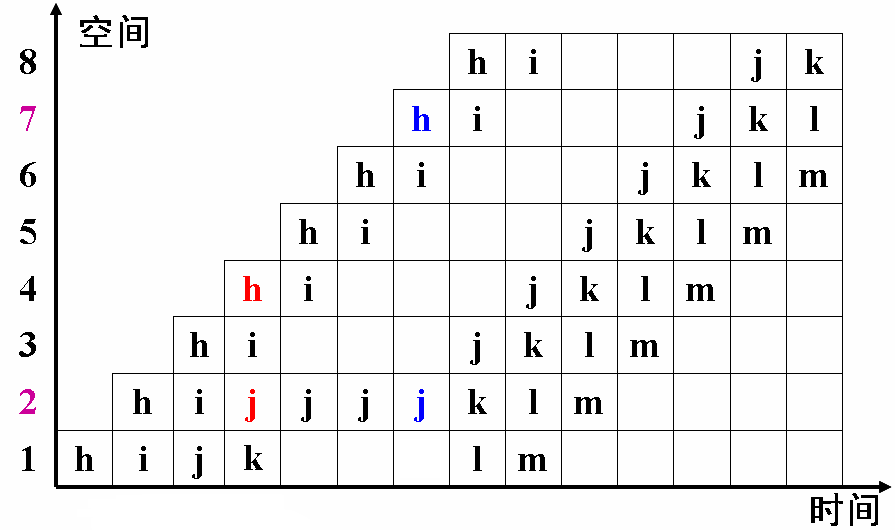 空间
8 h i j k
7 h i j k l
6 h i j k l m
5 h i j k l m
4 h i j k l m
3 h i j k l m
2 h i j j j j k l m
1 h i j k l m
时间